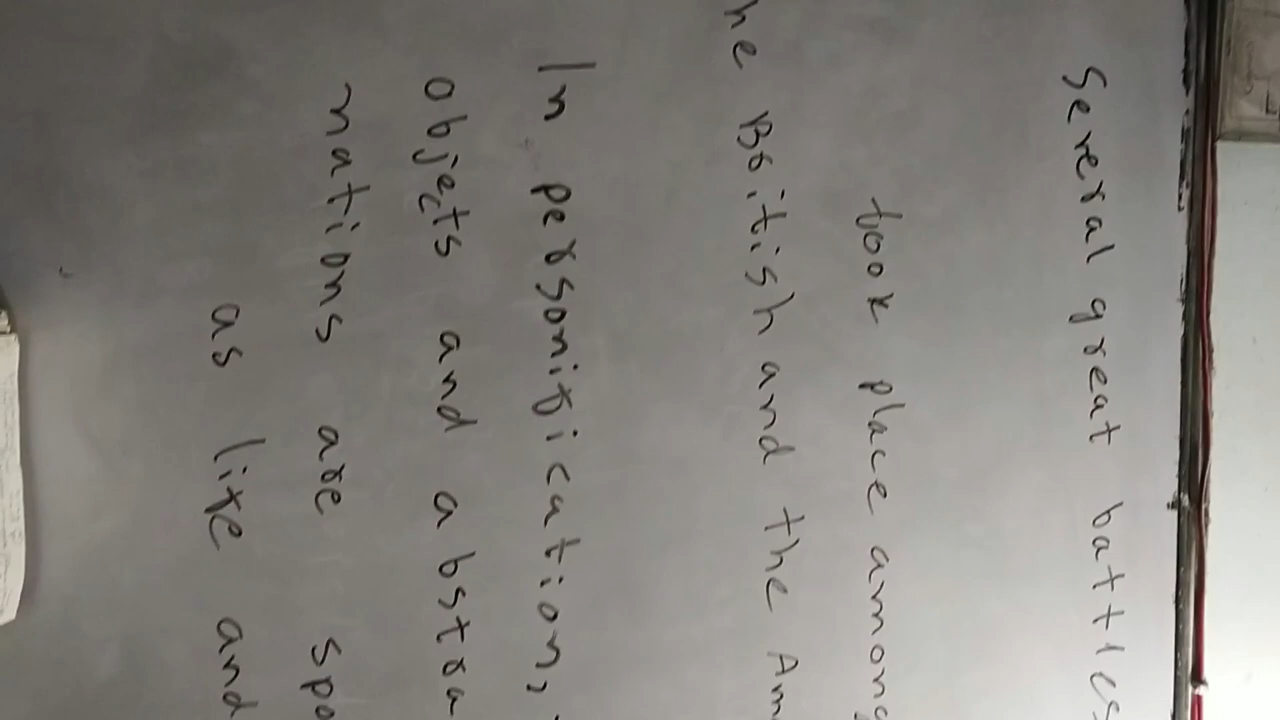 Several great battles
took place among
he British and the Am
In personification,
objects and abstra
nations are spo
as life and